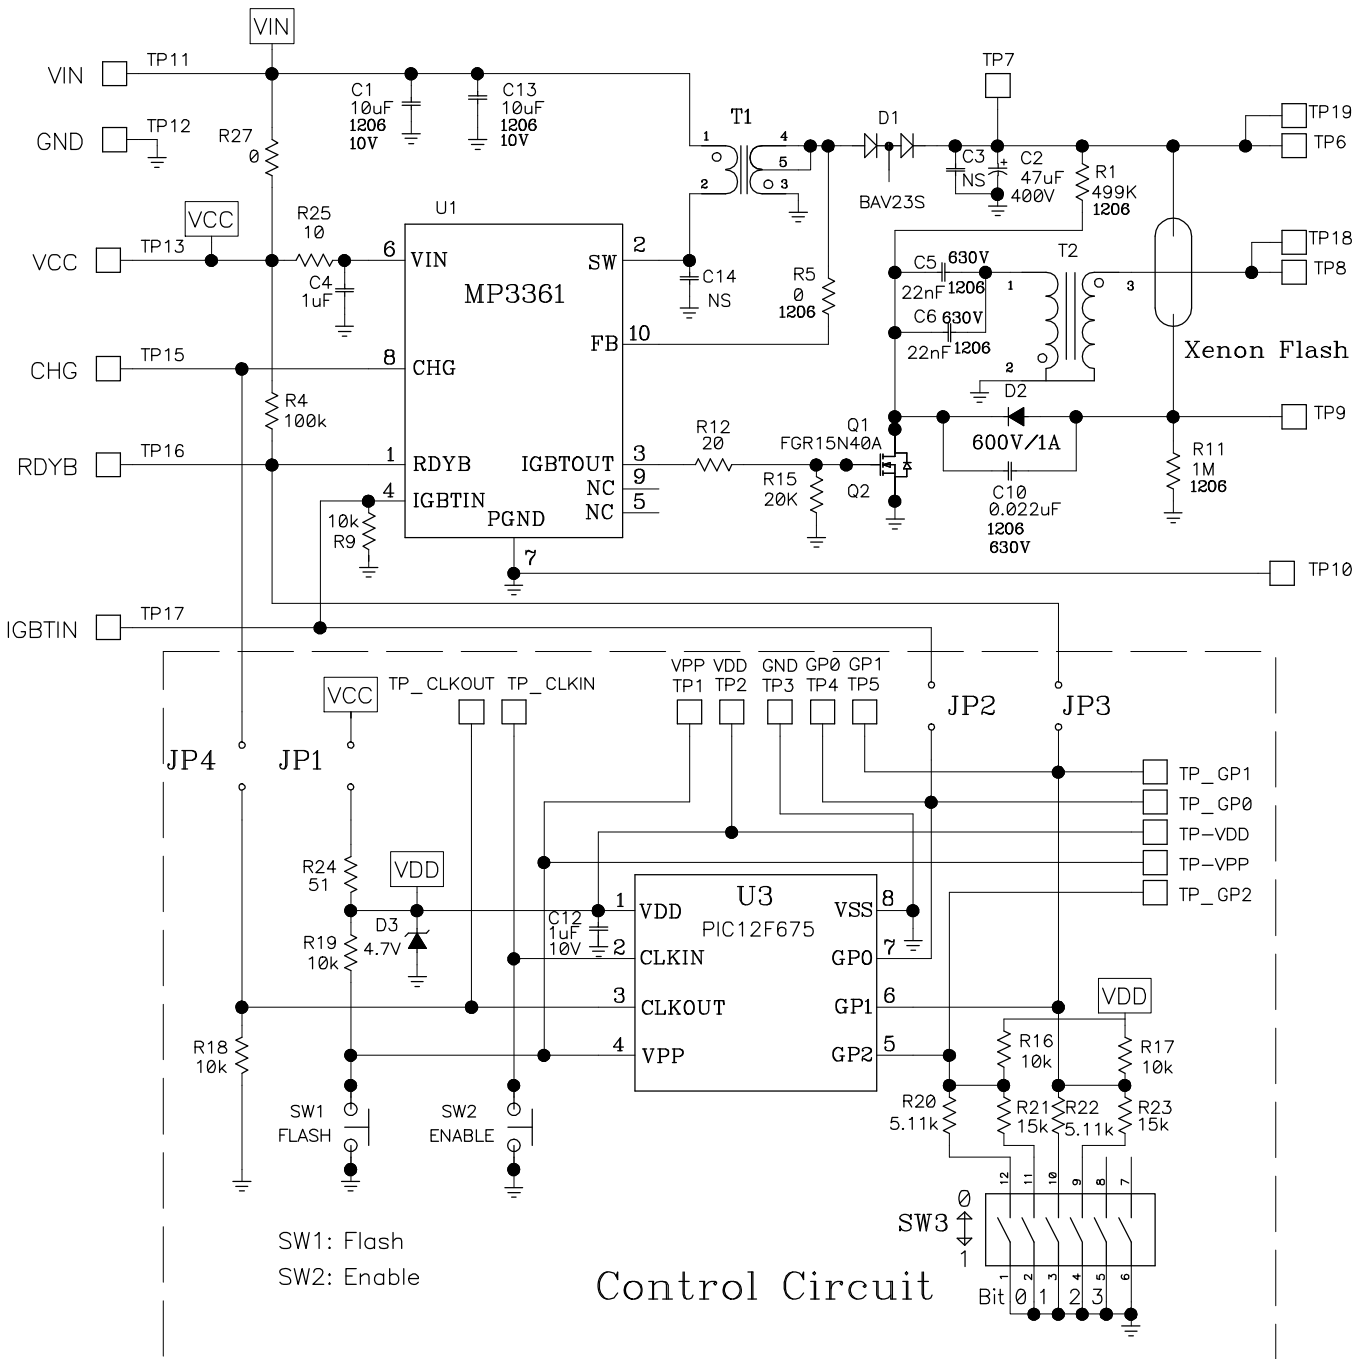 VIN
VIN TP11
C1
10uF
1206
10V
C13
10uF
1206
10V
TP7
GND TP12
R27
0
T1
1
2
4
5
3
D1
BAV23S
C3
NS
C2
+
47uF
400V
R1
499K
1206
TP19
TP6
VCC
VCC TP13
R25
10
C4
1uF
U1
MP3361
6 VIN
SW 2
C14
NS
R5
0
1206
FB 10
C5 630V
22nF 1206
C6 630V
22nF 1206
T2
1
2
3
TP18
TP8
Xenon Flash
CHG TP15
8 CHG
R4
100k
D2
600V/1A
TP9
RDYB TP16
1 RDYB
4 IGBTIN
10k
R9
IGBTOUT 3
NC 9
NC 5
PGND
7
R12
20
R15
20K
Q1
FGR15N40A
Q2
C10
0.022uF
1206
630V
R11
1M
1206
TP10
IGBTIN TP17
TP_CLKOUT TP_CLKIN
VPP VDD GND GP0 GP1
TP1 TP2 TP3 TP4 TP5
VCC
JP4 JP1
JP2 JP3
TP_GP1
TP_GP0
TP-VDD
TP-VPP
TP_GP2
R24
51
VDD
R19
10k
D3
4.7V
C12
1uF
10V
U3
PIC12F675
1 VDD
2 CLKIN
3 CLKOUT
4 VPP
VSS 8
GP0 7
GP1 6
GP2 5
VDD
R18
10k
R16
10k
R17
10k
R20
5.11k
R21
15k
R22
5.11k
R23
15k
SW1
FLASH
SW2
ENABLE
12 11 10 9 8 7
SW3
0
1
1 2 3 4 5 6
Bit 0 1 2 3
SW1: Flash
SW2: Enable
Control Circuit